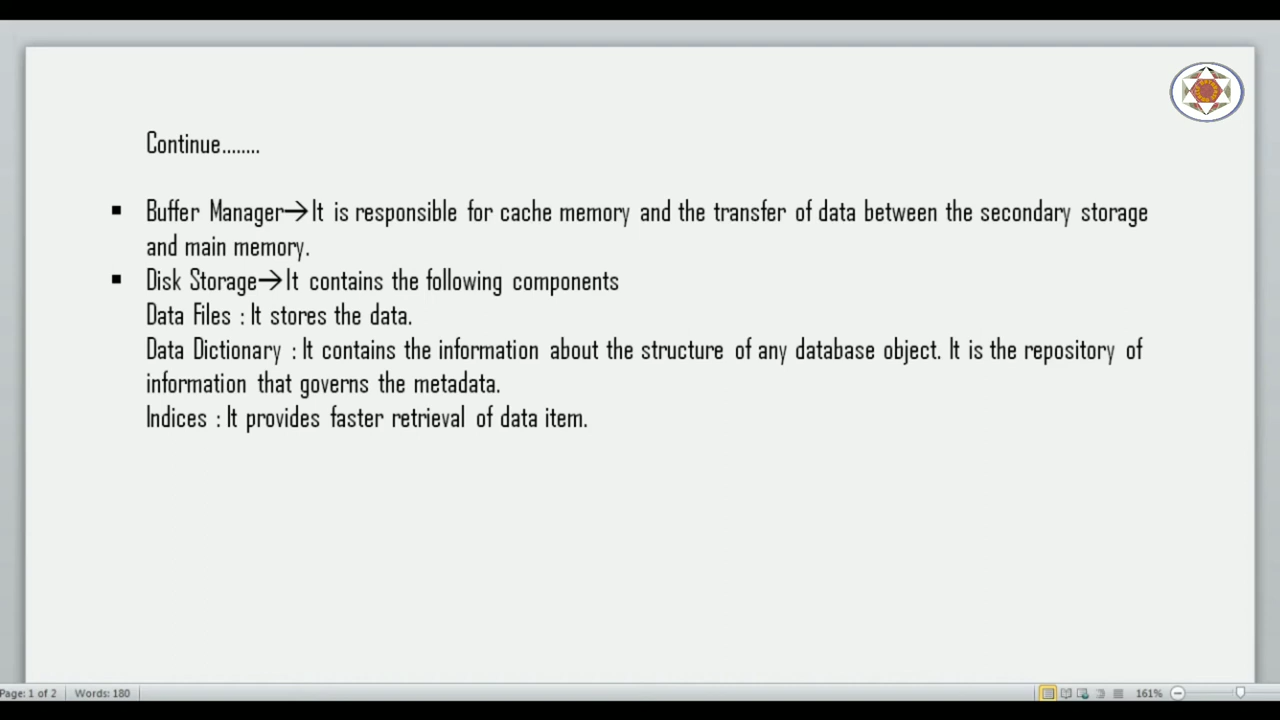 Continue........
▪ Buffer Manager→It is responsible for cache memory and the transfer of data between the secondary storage
and main memory.
▪ Disk Storage→It contains the following components
Data Files : It stores the data.
Data Dictionary : It contains the information about the structure of any database object. It is the repository of
information that governs the metadata.
Indices : It provides faster retrieval of data item.
Page: 1 of 2 Words: 180 161%